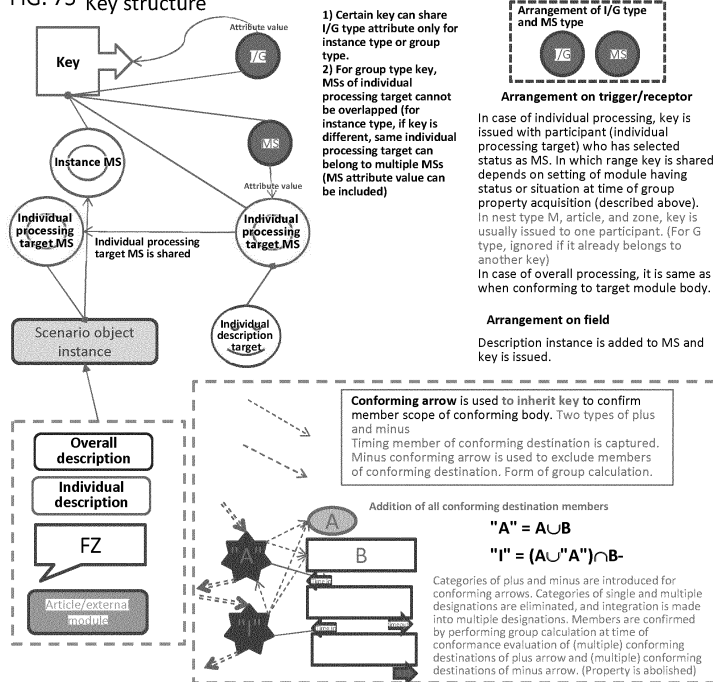 FIG. 73 Key structure
Attribute value
Key
I/G
MS
Attribute value
Instance MS
Individual
processing
target MS
Individual processing
target MS is shared
Individual
processing
target MS
Individual
description
target
Scenario object
instance
1) Certain key can share
I/G type attribute only for
instance type or group
type.
2) For group type key,
MSs of individual
processing target cannot
be overlapped (for
instance type, if key is
different, same individual
processing target can
belong to multiple MSs
(MS attribute value can
be included)
Arrangement of I/G type
and MS type
I/G
MS
Arrangement on trigger/receptor
In case of individual processing, key is
issued with participant (individual
processing target) who has selected
status as MS. In which range key is shared
depends on setting of module having
status or situation at time of group
property acquisition (described above).
In nest type M, article, and zone, key is
usually issued to one participant. (For G
type, ignored if it already belongs to
another key)
In case of overall processing, it is same as
when conforming to target module body.
Arrangement on field
Description instance is added to MS and
key is issued.
Overall
description
Individual
description
FZ
Article/external
module
Conforming arrow is used to inherit key to confirm
member scope of conforming body. Two types of plus
and minus
Timing member of conforming destination is captured.
Minus conforming arrow is used to exclude members
of conforming destination. Form of group calculation.
Addition of all conforming destination members
A
"A"
B
"I"
"A" = A∪B
"I" = (A∪"A")∩B-
Categories of plus and minus are introduced for
conforming arrows. Categories of single and multiple
designations are eliminated, and integration is made
into multiple designations. Members are confirmed
by performing group calculation at time of
conformance evaluation of (multiple) conforming
destinations of plus arrow and (multiple) conforming
destinations of minus arrow. (Property is abolished)